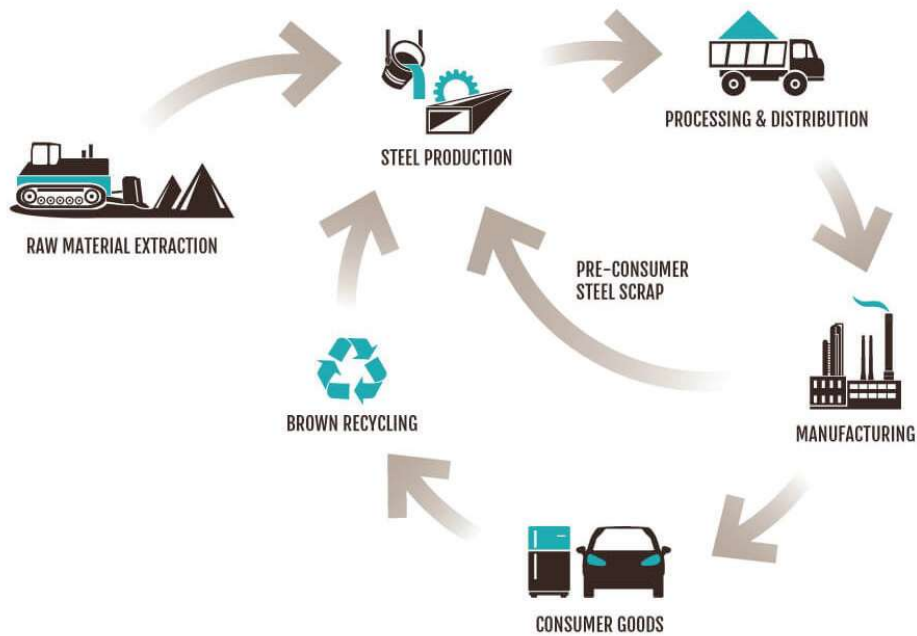 STEEL PRODUCTION
PROCESSING & DISTRIBUTION
RAW MATERIAL EXTRACTION
PRE-CONSUMER
STEEL SCRAP
BROWN RECYCLING
MANUFACTURING
CONSUMER GOODS